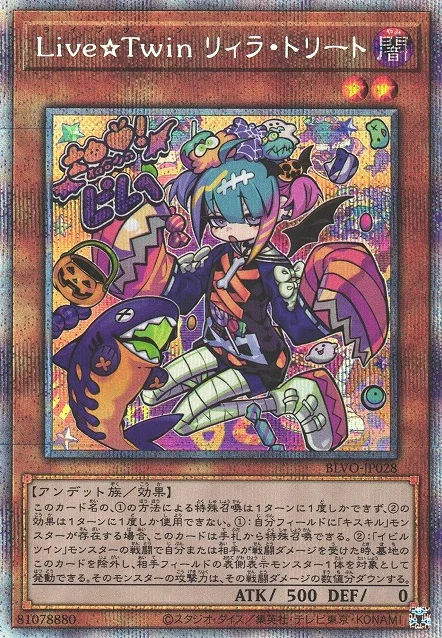 Live☆Twin リィラ・トリート
闇
BLVO-JP028
【アンデット族／効果】
このカード名の、①の方法による特殊召喚は１ターンに１度しかできず、②の
効果は１ターンに１度しか使用できない。①：自分フィールドに「キスキル」モンス
ターが存在する場合、このカードは手札から特殊召喚できる。②：「イビル
ツイン」モンスターの戦闘で自分または相手が戦闘ダメージを受けた時、墓地の
このカードを除外し、相手フィールドの表側表示モンスター１体を対象として
発動できる。そのモンスターの攻撃力は、その戦闘ダメージの数値分ダウンする。
ATK/ 500 DEF/ 0
81078880
©スタジオ・ダイス/集英社・テレビ東京・KONAMI